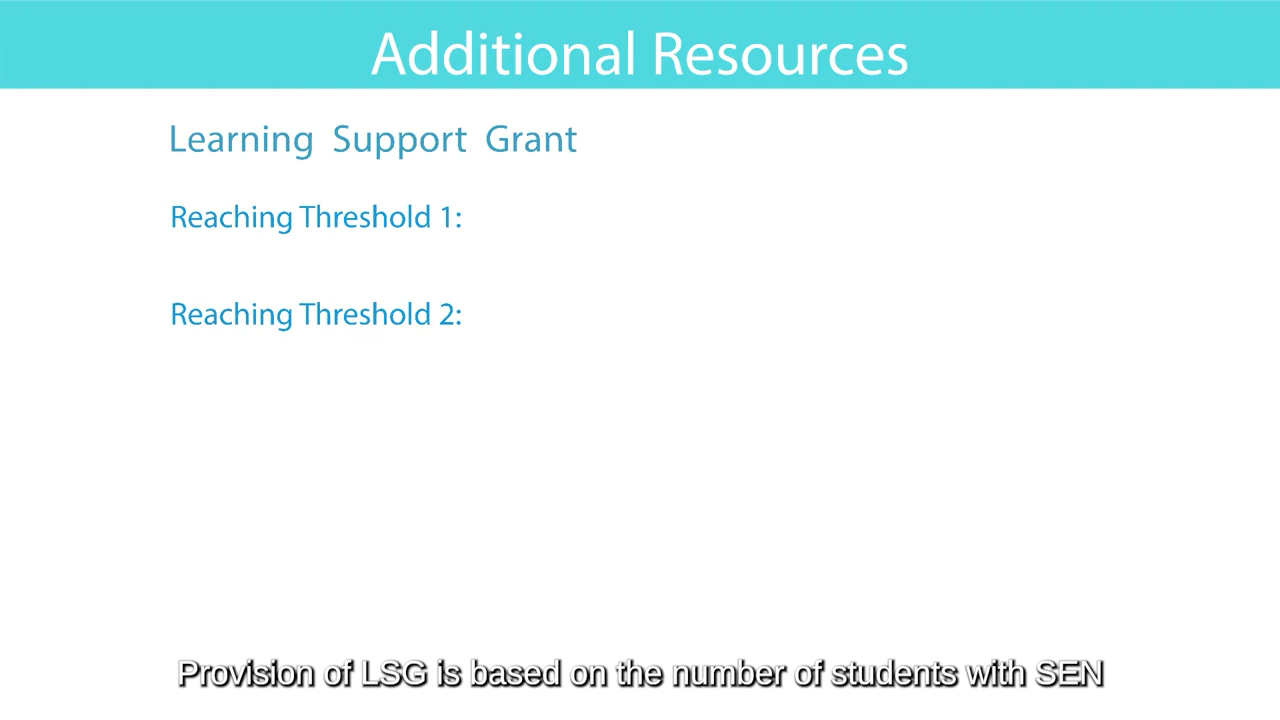 Additional Resources
Learning Support Grant
Reaching Threshold 1:
Reaching Threshold 2:
Provision of LSG is based on the number of students with SEN